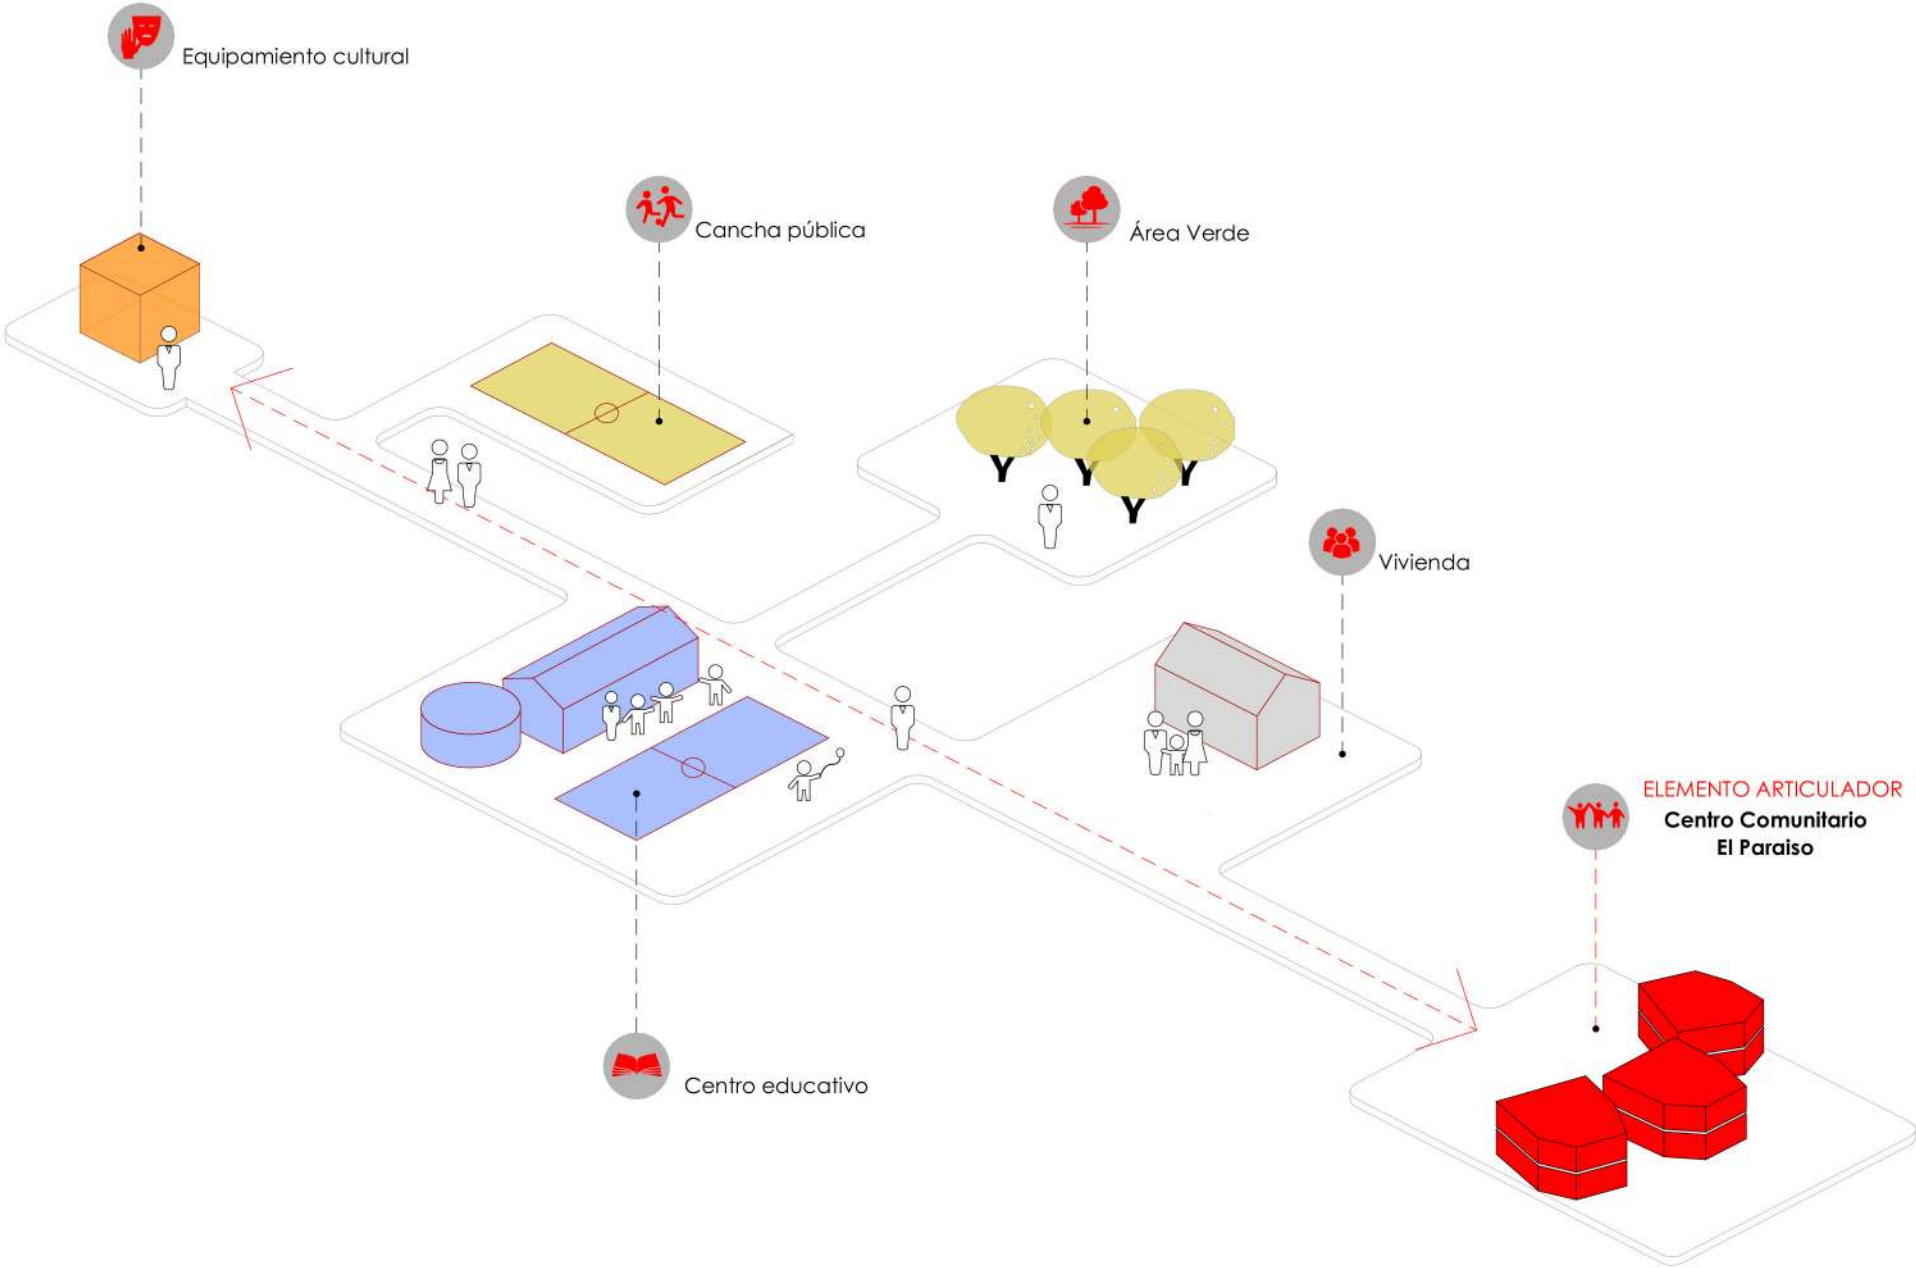 Equipamiento cultural
Cancha pública
Área Verde
Vivienda
ELEMENTO ARTICULADOR
Centro Comunitario
El Paraiso
Centro educativo